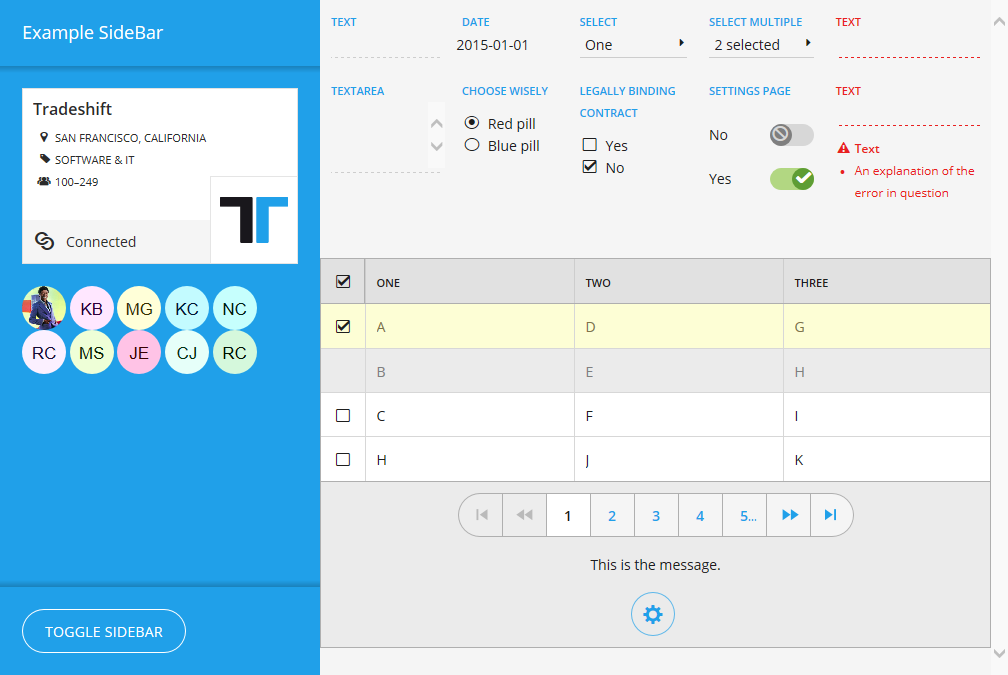 Example SideBar
Tradeshift
SAN FRANCISCO, CALIFORNIA
SOFTWARE & IT
100–249
Connected
KB MG KC NC
RC MS JE CJ RC
TOGGLE SIDEBAR
TEXT DATE SELECT SELECT MULTIPLE TEXT
2015-01-01 One 2 selected
TEXTAREA CHOOSE WISELY LEGALLY BINDING SETTINGS PAGE TEXT
CONTRACT
Red pill No
Blue pill Yes
No Yes
Text
An explanation of the
error in question
ONE TWO THREE
A D G
B E H
C F I
H J K
1 2 3 4 5...
This is the message.